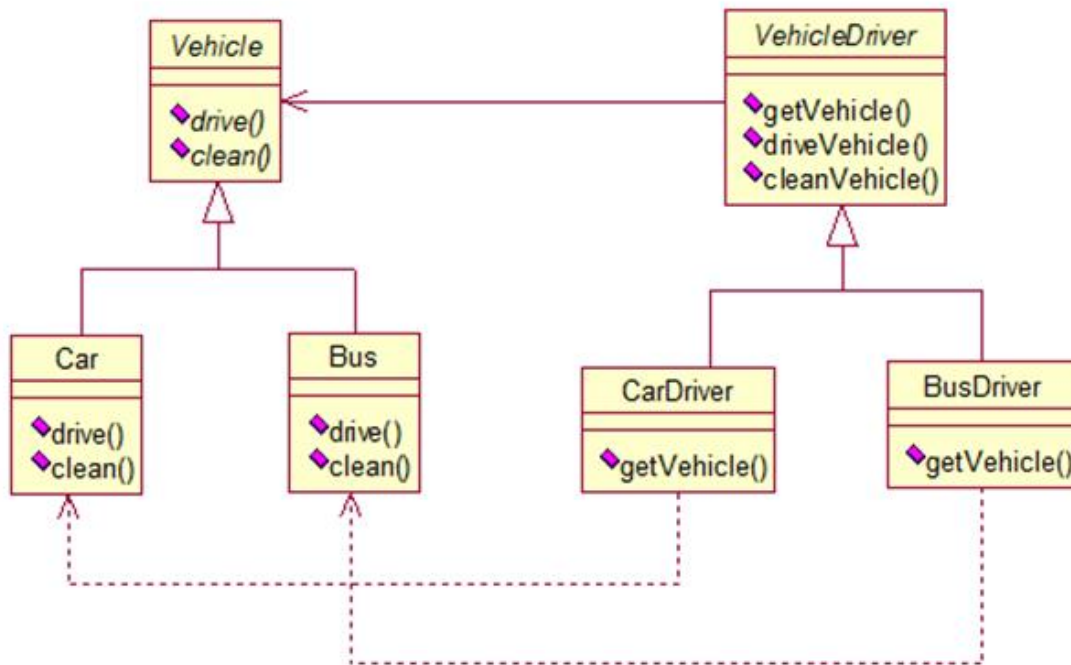 Vehicle
drive()
clean()
VehicleDriver
getVehicle()
driveVehicle()
cleanVehicle()
Car
drive()
clean()
Bus
drive()
clean()
CarDriver
getVehicle()
BusDriver
getVehicle()